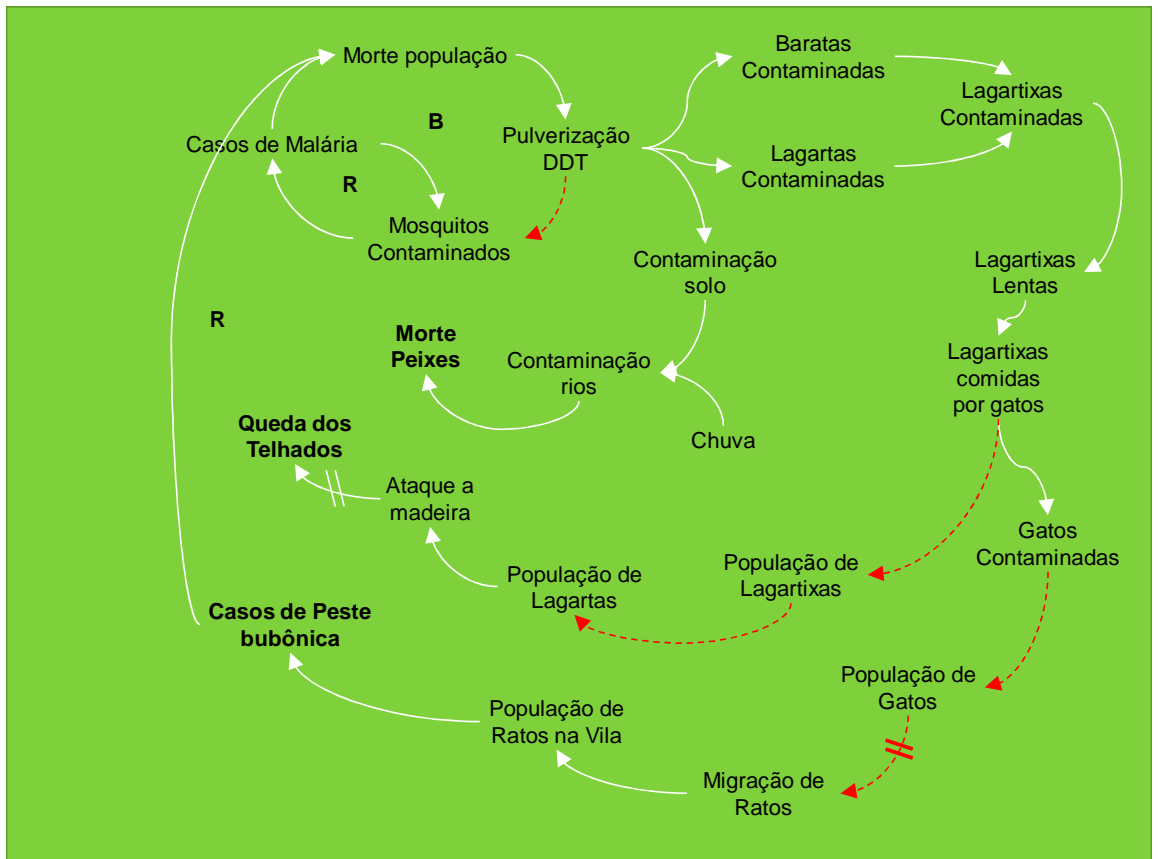 Morte população
Baratas
Contaminadas
Lagartixas
Contaminadas
B
Casos de Malária
Pulverização
DDT
Lagartas
Contaminadas
R
Mosquitos
Contaminados
Contaminação
solo
Lagartixas
Lentas
R
Morte
Peixes
Contaminação
rios
Lagartixas
comidas
por gatos
Queda dos
Telhados
Chuva
Ataque a
madeira
Gatos
Contaminadas
População de
Lagartixas
População de
Lagartas
Casos de Peste
bubônica
População de
Gatos
População de
Ratos na Vila
Migração de
Ratos